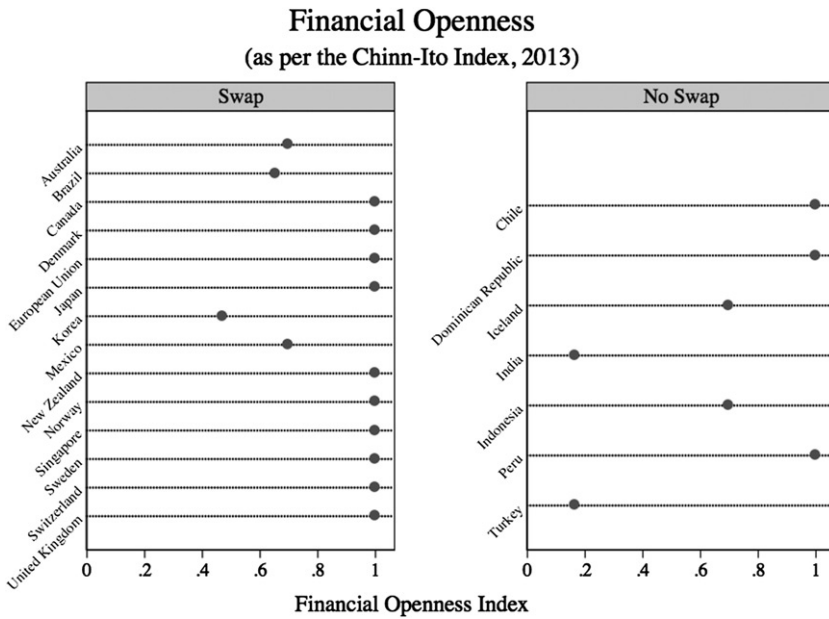 Financial Openness
(as per the Chinn-Ito Index, 2013)
Swap
Australia
Brazil
Canada
Denmark
European Union
Japan
Korea
Mexico
New Zealand
Norway
Singapore
Sweden
Switzerland
United Kingdom
0 .2 .4 .6 .8 1
No Swap
Chile
Dominican Republic
Iceland
India
Indonesia
Peru
Turkey
0 .2 .4 .6 .8 1
Financial Openness Index